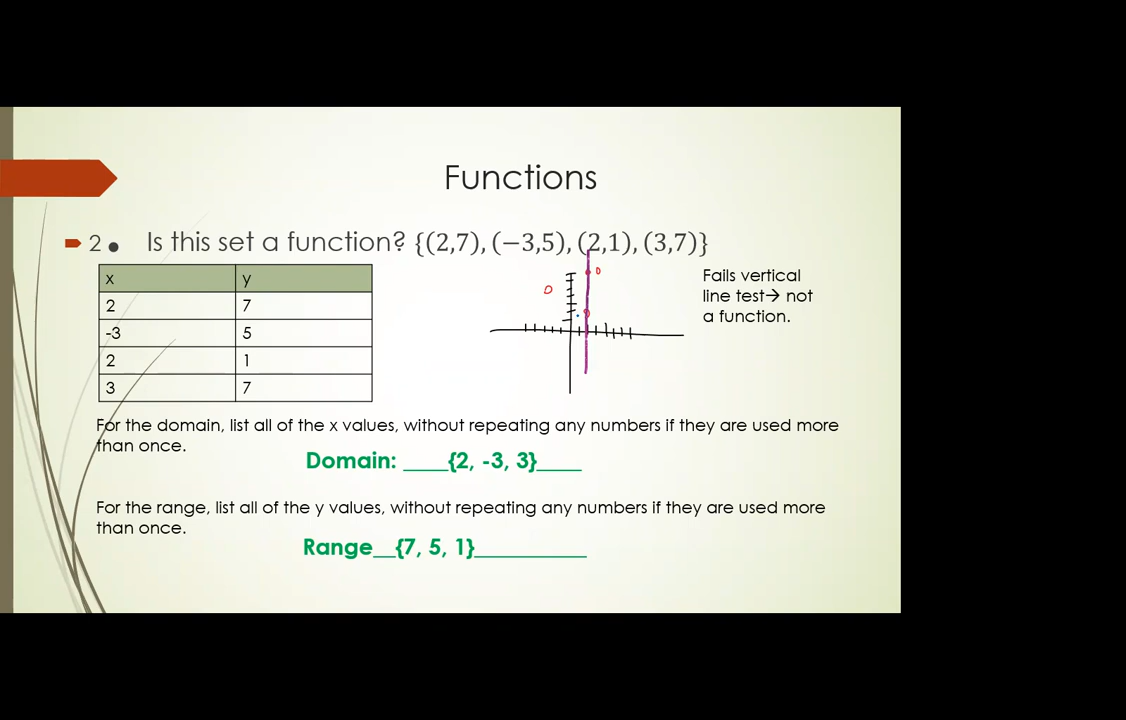 Functions
2. Is this set a function? {(2,7), (−3,5), (2,1), (3,7)}
x y
2 7
-3 5
2 1
3 7
Fails vertical
line test→ not
a function.
For the domain, list all of the x values, without repeating any numbers if they are used more
than once.
Domain: ____{2, -3, 3}____
For the range, list all of the y values, without repeating any numbers if they are used more
than once.
Range__{7, 5, 1}__________